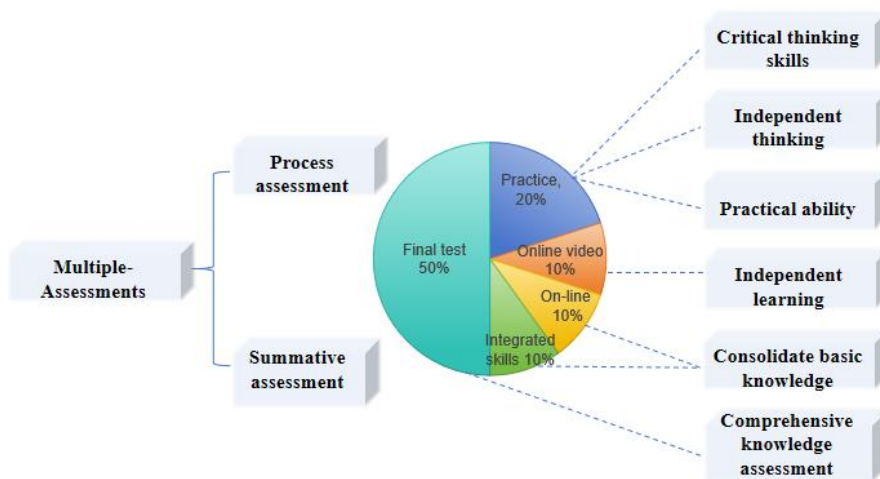 Multiple-
Assessments
Process
assessment
Summative
assessment
Final test
50%
Practice,
20%
Online video
10%
On-line
10%
Integrated
skills 10%
Critical thinking
skills
Independent
thinking
Practical ability
Independent
learning
Consolidate basic
knowledge
Comprehensive
knowledge
assessment